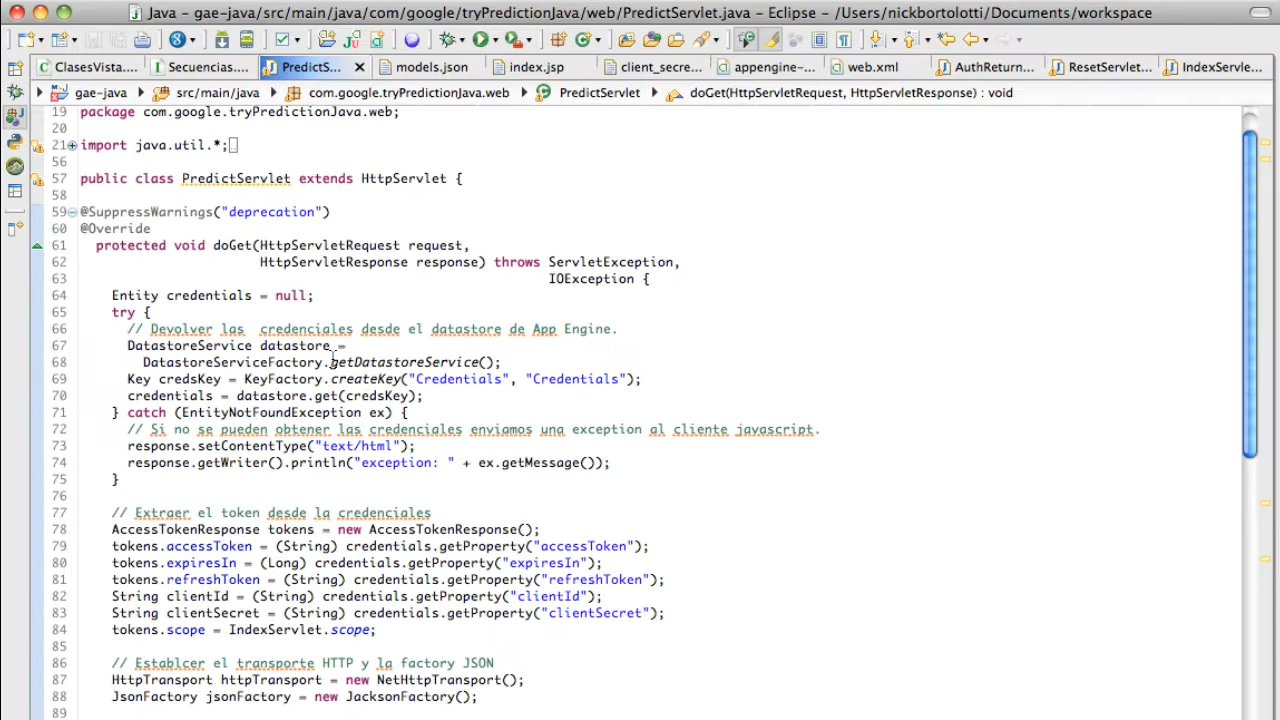 Java – gae-java/src/main/java/com/google/tryPredictionJava/web/PredictServlet.java – Eclipse – /Users/nickbortolotti/Documents/workspace
ClasesVista.... Secuencias.... PredictS... models.json index.jsp client_secre... appengine-... web.xml AuthReturn... ResetServlet... IndexServle...
gae-java src/main/java com.google.tryPredictionJava.web PredictServlet doGet(HttpServletRequest, HttpServletResponse) : void
19 package com.google.tryPredictionJava.web;
20
21 import java.util.*;
56
57 public class PredictServlet extends HttpServlet {
58
59 @SuppressWarnings("deprecation")
60 @Override
61 protected void doGet(HttpServletRequest request,
62 HttpServletResponse response) throws ServletException,
63 IOException {
64 Entity credentials = null;
65 try {
66 // Devolver las  credenciales desde el datastore de App Engine.
67 DatastoreService datastore =
68 DatastoreServiceFactory.getDatastoreService();
69 Key credsKey = KeyFactory.createKey("Credentials", "Credentials");
70 credentials = datastore.get(credsKey);
71 } catch (EntityNotFoundException ex) {
72 // Si no se pueden obtener las credenciales enviamos una exception al cliente javascript.
73 response.setContentType("text/html");
74 response.getWriter().println("exception: " + ex.getMessage());
75 }
76
77 // Extraer el token desde la credenciales
78 AccessTokenResponse tokens = new AccessTokenResponse();
79 tokens.accessToken = (String) credentials.getProperty("accessToken");
80 tokens.expiresIn = (Long) credentials.getProperty("expiresIn");
81 tokens.refreshToken = (String) credentials.getProperty("refreshToken");
82 String clientId = (String) credentials.getProperty("clientId");
83 String clientSecret = (String) credentials.getProperty("clientSecret");
84 tokens.scope = IndexServlet.scope;
85
86 // Establcer el transporte HTTP y la factory JSON
87 HttpTransport httpTransport = new NetHttpTransport();
88 JsonFactory jsonFactory = new JacksonFactory();
89